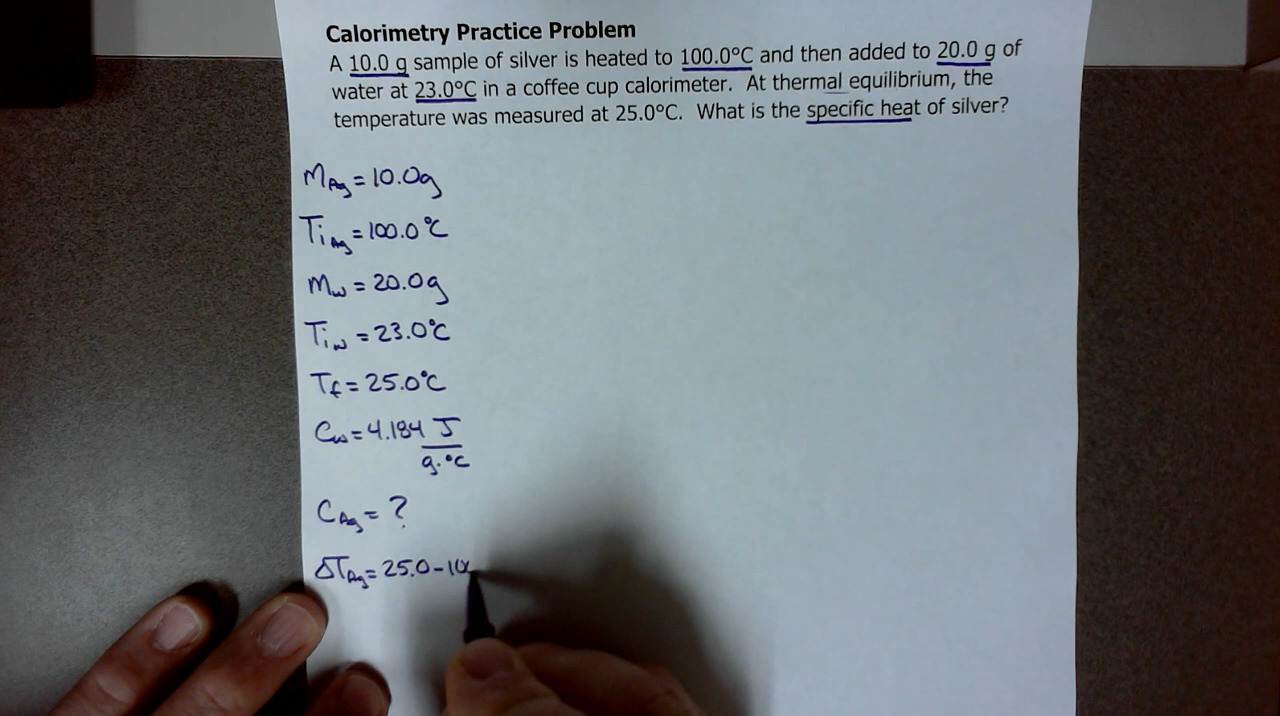 Calorimetry Practice Problem
A 10.0 g sample of silver is heated to 100.0°C and then added to 20.0 g of
water at 23.0°C in a coffee cup calorimeter. At thermal equilibrium, the
temperature was measured at 25.0°C. What is the specific heat of silver?
mAg = 10.0g
TiAg = 100.0°C
mw = 20.0g
Tiw = 23.0°C
Tf = 25.0°C
Cw = 4.184 J
g·°C
CAg = ?
ΔTAg = 25.0 - 10